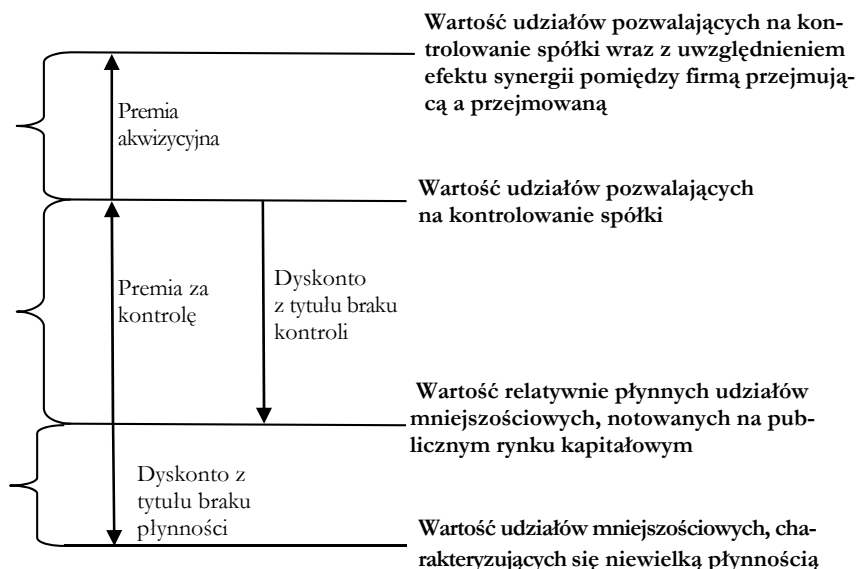 Wartość udziałów pozwalających na kon-
trolowanie spółki wraz z uwzględnieniem
efektu synergii pomiędzy firmą przejmują-
cą a przejmowaną
Premia
akwizycyjna
Wartość udziałów pozwalających
na kontrolowanie spółki
Premia za
kontrolę
Dyskonto
z tytułu braku
kontroli
Wartość relatywnie płynnych udziałów
mniejszościowych, notowanych na pub-
licznym rynku kapitałowym
Dyskonto z
tytułu braku
płynności
Wartość udziałów mniejszościowych, cha-
rakteryzujących się niewielką płynnością